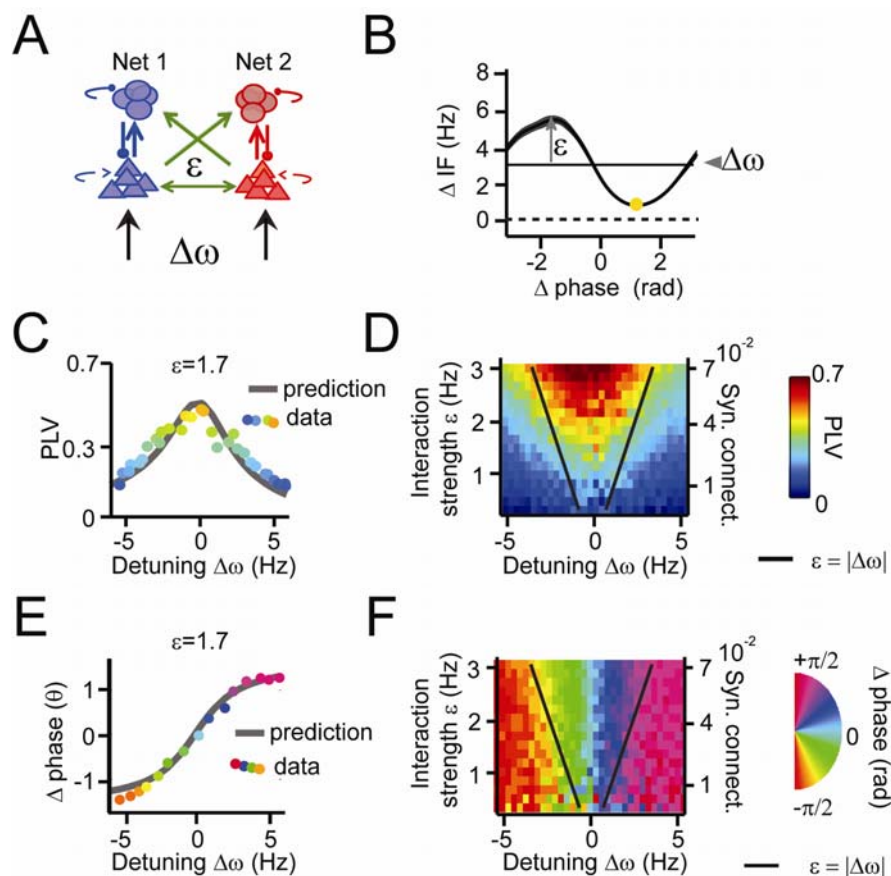 A
Net 1
Net 2
ε
Δω
B
Δ IF (Hz)
8
6
4
2
0
ε
Δω
-2
0
2
Δ phase (rad)
C
ε=1.7
PLV
0.7
0.3
0
prediction
data
-5
0
5
Detuning Δω (Hz)
D
Interaction
strength ε (Hz)
3
2
1
10-2
7
4
1
Syn. connect.
-5
0
5
Detuning Δω (Hz)
0.7
PLV
0
ε = |Δω|
E
ε=1.7
Δ phase (θ)
1
0
-1
prediction
data
-5
0
5
Detuning Δω (Hz)
F
Interaction
strength ε (Hz)
3
2
1
10-2
7
4
1
Syn. connect.
-5
0
5
Detuning Δω (Hz)
+π/2
0
-π/2
Δ phase
(rad)
ε = |Δω|